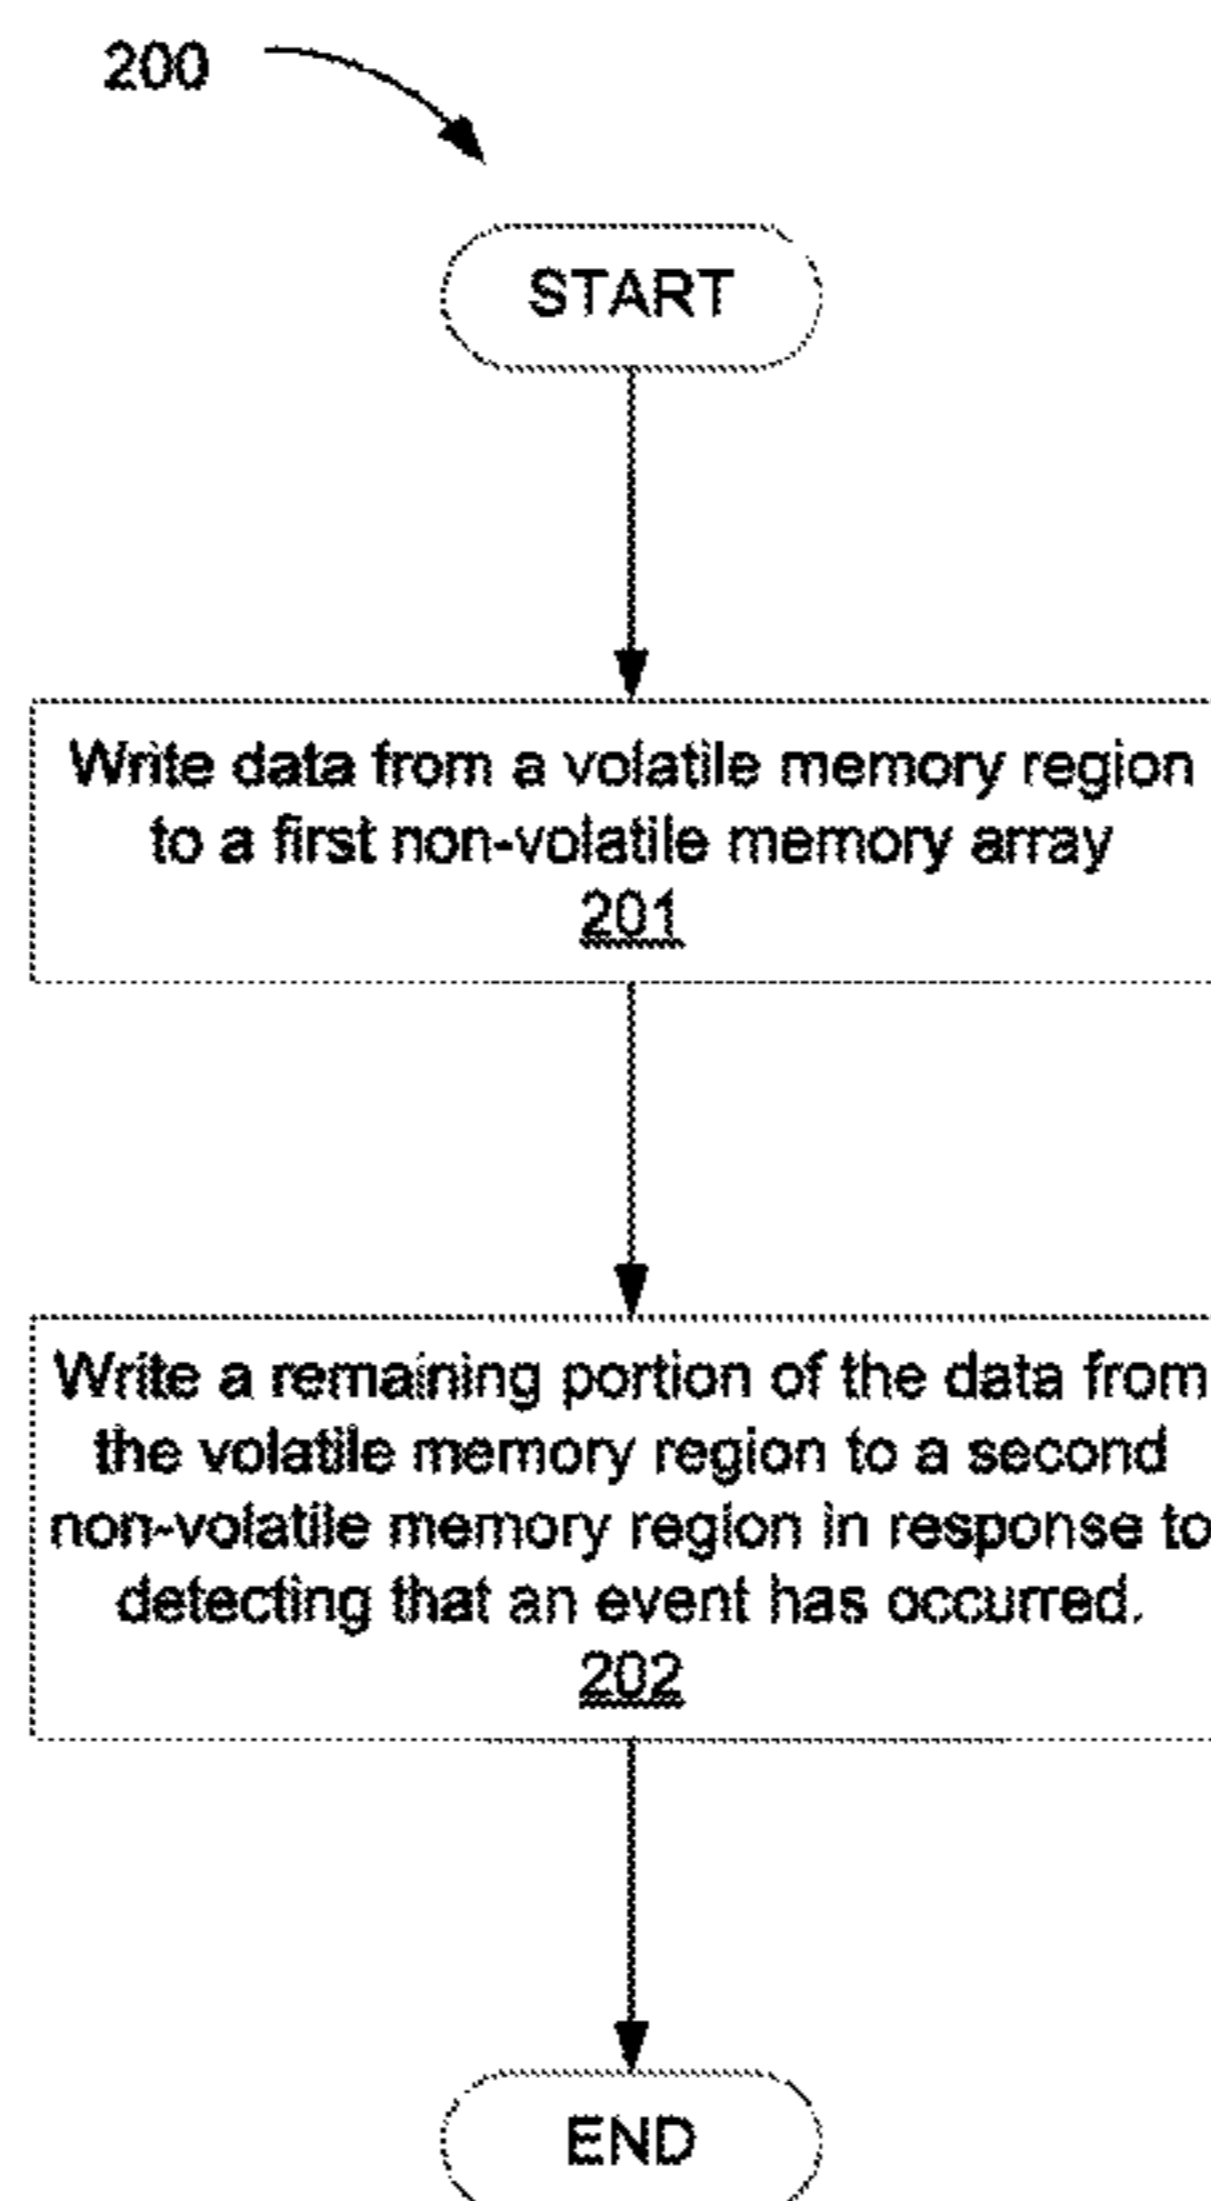 200
START
Write data from a volatile memory region
to a first non-volatile memory array
201
Write a remaining portion of the data from
the volatile memory region to a second
non-volatile memory region in response to
detecting that an event has occurred.
202
END